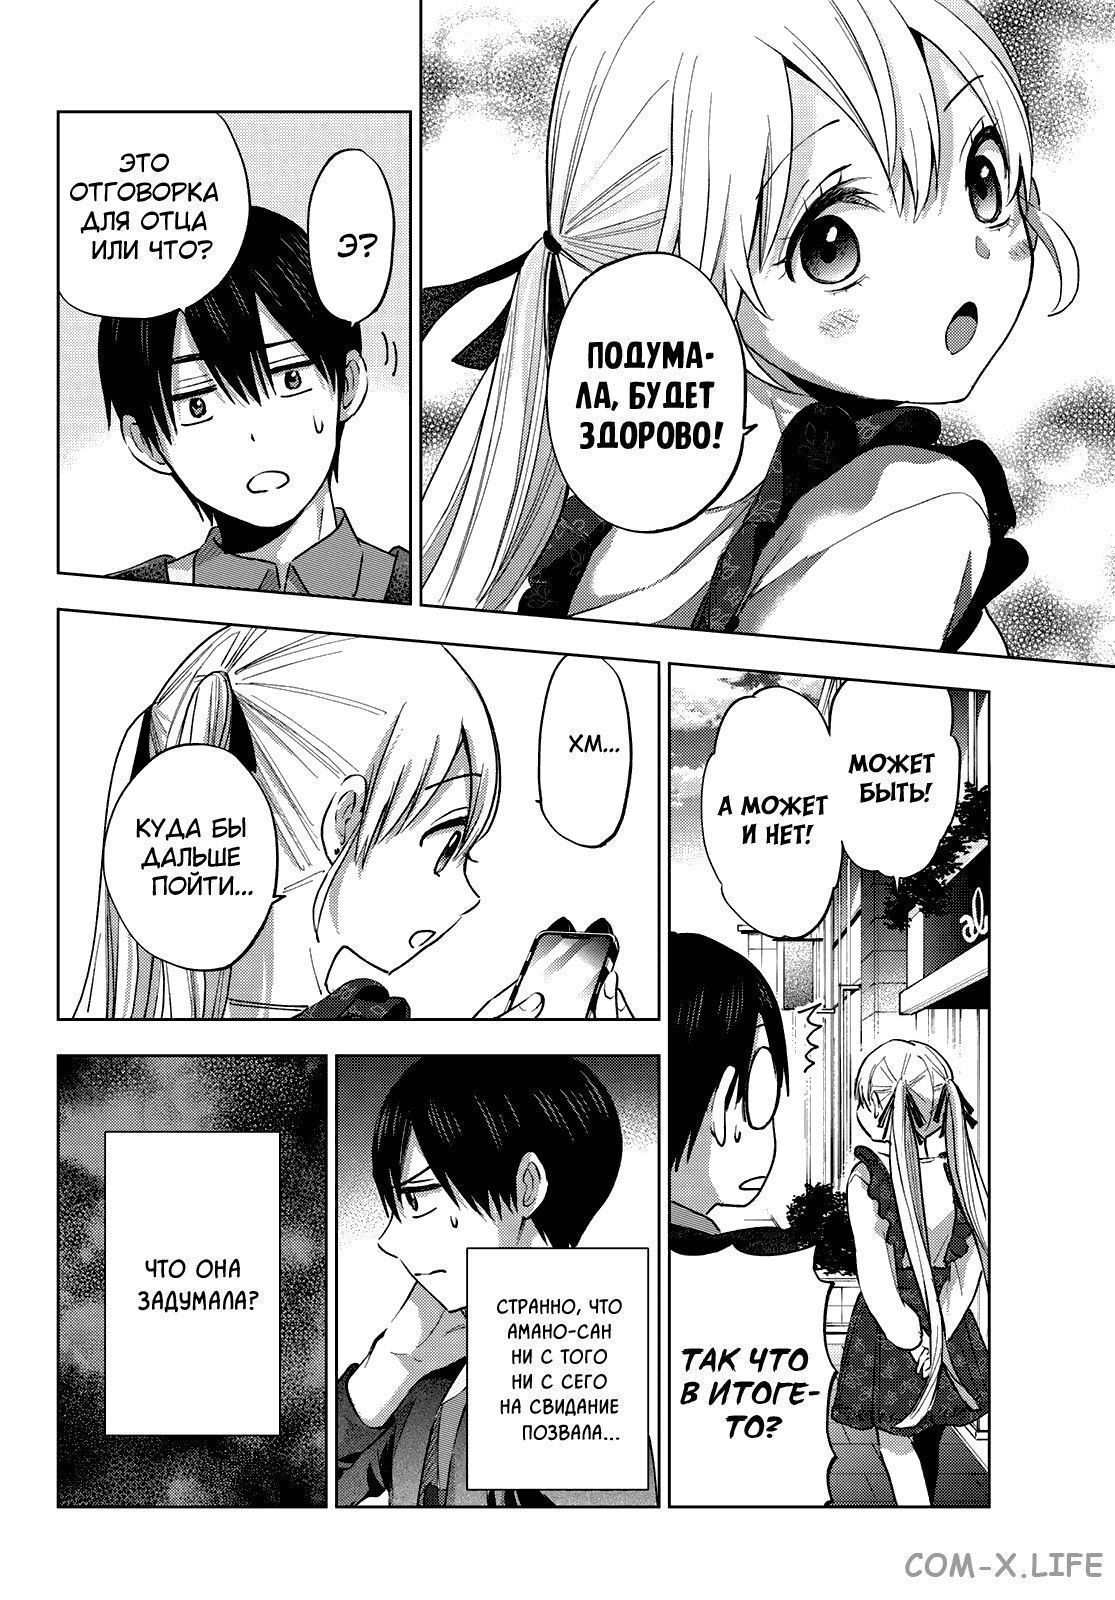 ПОДУМА-
ЛА, БУДЕТ
ЗДОРОВО!
Э?
ЭТО
ОТГОВОРКА
ДЛЯ ОТЦА
ИЛИ ЧТО?
МОЖЕТ
БЫТЬ!
А МОЖЕТ
И НЕТ!
al
ТАК ЧТО
В ИТОГЕ-
ТО?
ХМ...
КУДА БЫ
ДАЛЬШЕ
ПОЙТИ...
СТРАННО, ЧТО
АМАНО-САН
НИ С ТОГО
НИ С СЕГО
НА СВИДАНИЕ
ПОЗВАЛА...
ЧТО ОНА
ЗАДУМАЛА?
COM-X.LIFE